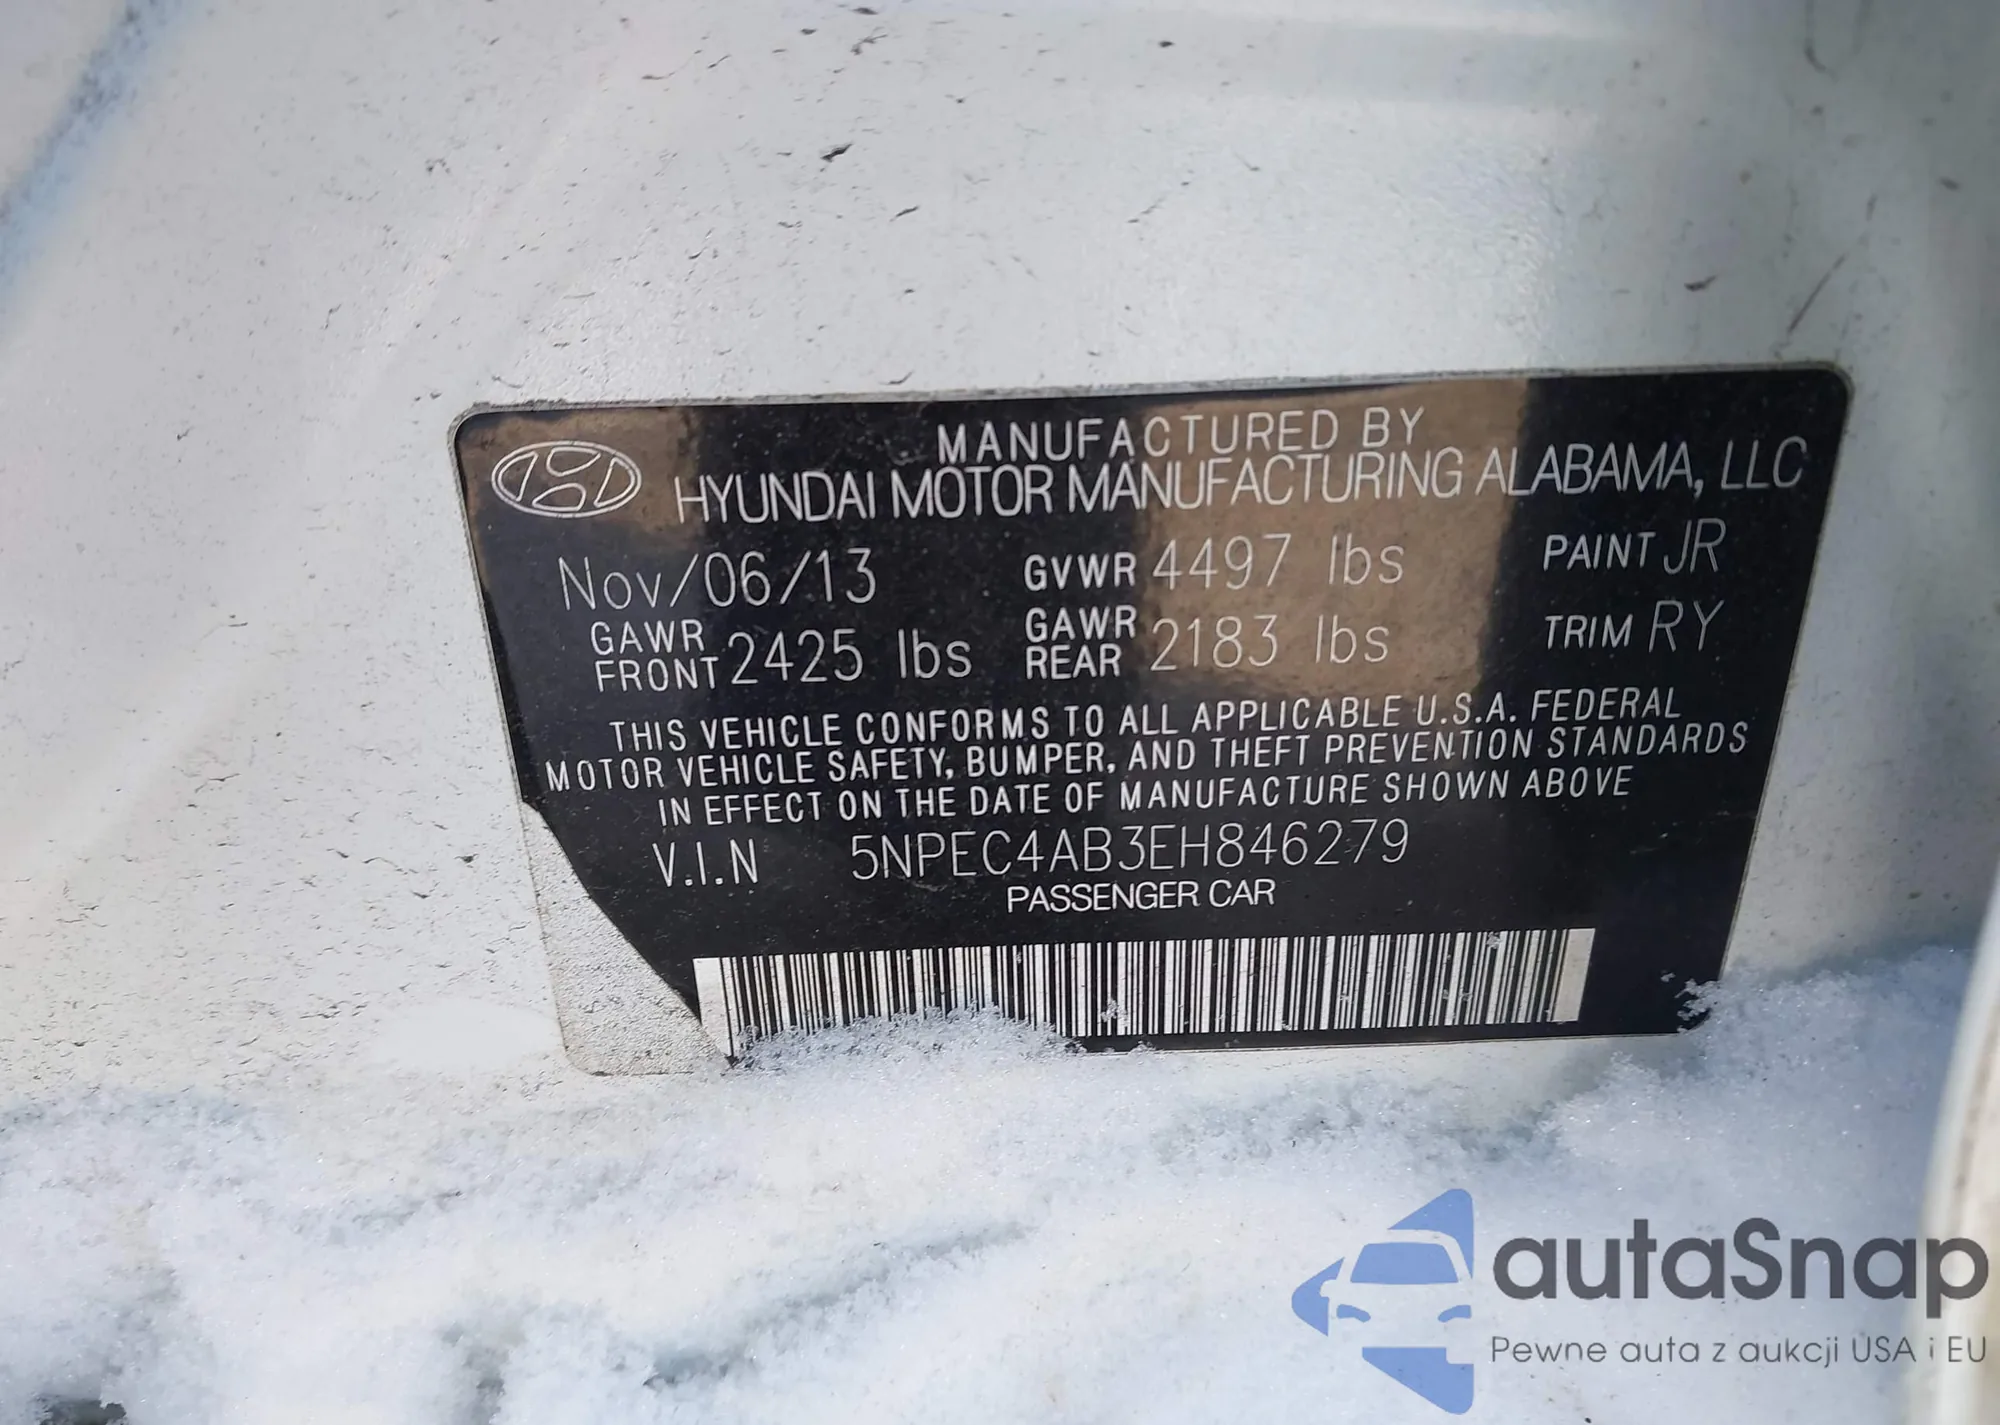 MANUFACTURED BY
HYUNDAI MOTOR MANUFACTURING ALABAMA, LLC
Nov/06/13 GVWR 4497 lbs PAINT JR
GAWR FRONT 2425 lbs GAWR REAR 2183 lbs TRIM RY
THIS VEHICLE CONFORMS TO ALL APPLICABLE U.S.A. FEDERAL
MOTOR VEHICLE SAFETY, BUMPER, AND THEFT PREVENTION STANDARDS
IN EFFECT ON THE DATE OF MANUFACTURE SHOWN ABOVE
V.I.N 5NPEC4AB3EH846279
PASSENGER CAR
autaSnap
Pewne auta z aukcji USA i EU